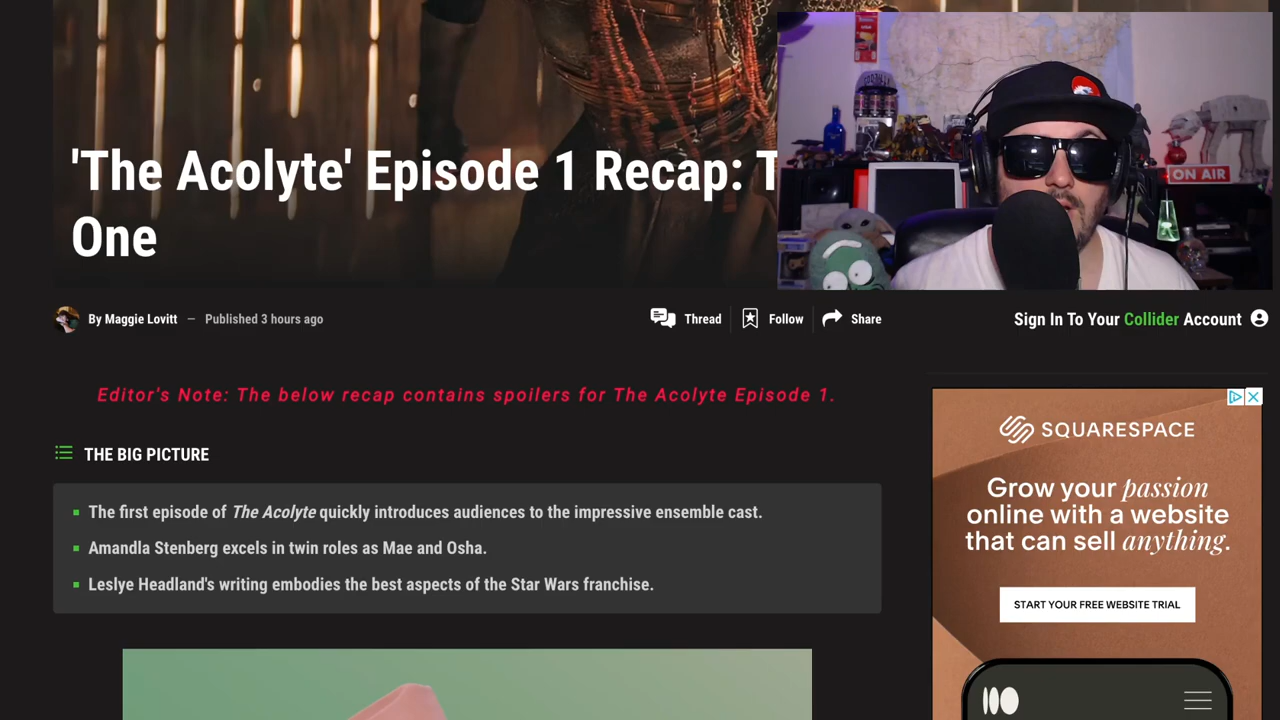 'The Acolyte' Episode 1 Recap: T
One
By Maggie Lovitt — Published 3 hours ago
Thread
Follow
Share
Sign In To Your Collider Account
ON AIR
Editor's Note: The below recap contains spoilers for The Acolyte Episode 1.
THE BIG PICTURE
The first episode of The Acolyte quickly introduces audiences to the impressive ensemble cast.
Amandla Stenberg excels in twin roles as Mae and Osha.
Leslye Headland's writing embodies the best aspects of the Star Wars franchise.
SQUARESPACE
Grow your passion
online with a website
that can sell anything.
START YOUR FREE WEBSITE TRIAL